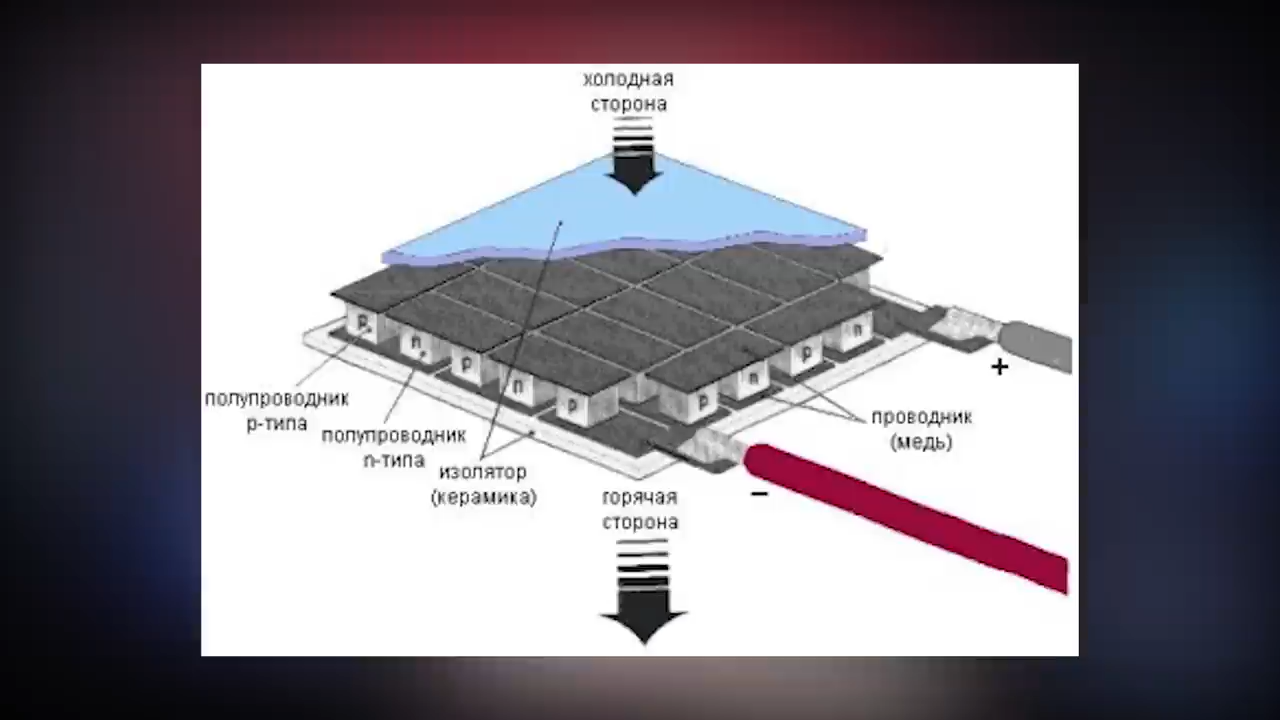 холодная
сторона
p
n
p
n
p
p
n
p
n
+
полупроводник
p-типа
полупроводник
n-типа
изолятор
(керамика)
проводник
(медь)
−
горячая
сторона